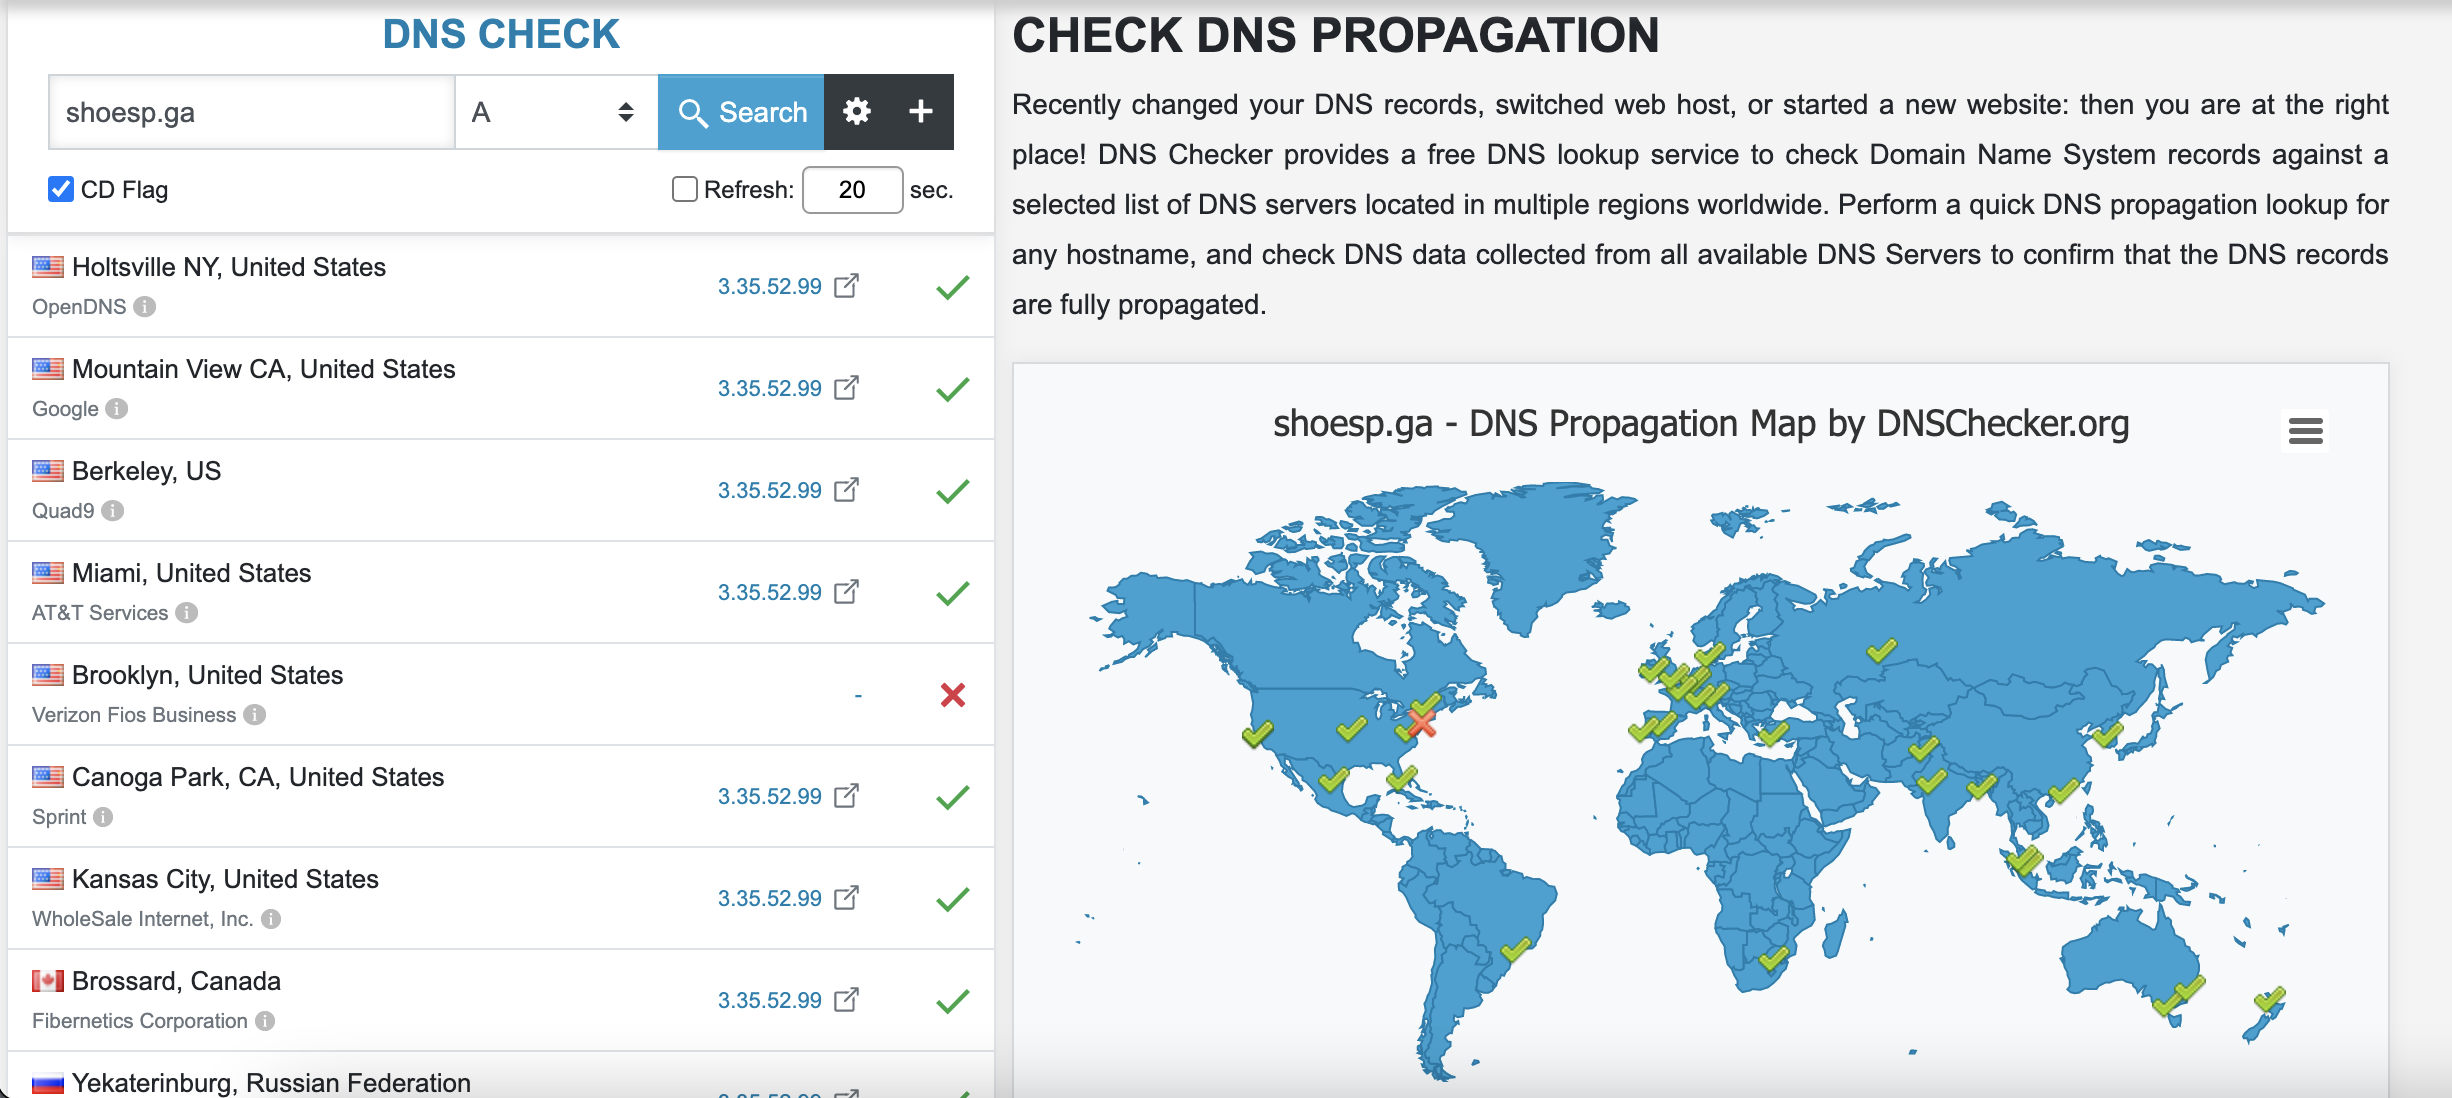 DNS CHECK
shoesp.ga
A
Search
CD Flag
Refresh: 20 sec.
Holtsville NY, United States
OpenDNS
3.35.52.99
Mountain View CA, United States
Google
3.35.52.99
Berkeley, US
Quad9
3.35.52.99
Miami, United States
AT&T Services
3.35.52.99
Brooklyn, United States
Verizon Fios Business
-
Canoga Park, CA, United States
Sprint
3.35.52.99
Kansas City, United States
WholeSale Internet, Inc.
3.35.52.99
Brossard, Canada
Fibernetics Corporation
3.35.52.99
Yekaterinburg, Russian Federation
CHECK DNS PROPAGATION
Recently changed your DNS records, switched web host, or started a new website: then you are at the right
place! DNS Checker provides a free DNS lookup service to check Domain Name System records against a
selected list of DNS servers located in multiple regions worldwide. Perform a quick DNS propagation lookup for
any hostname, and check DNS data collected from all available DNS Servers to confirm that the DNS records
are fully propagated.
shoesp.ga - DNS Propagation Map by DNSChecker.org